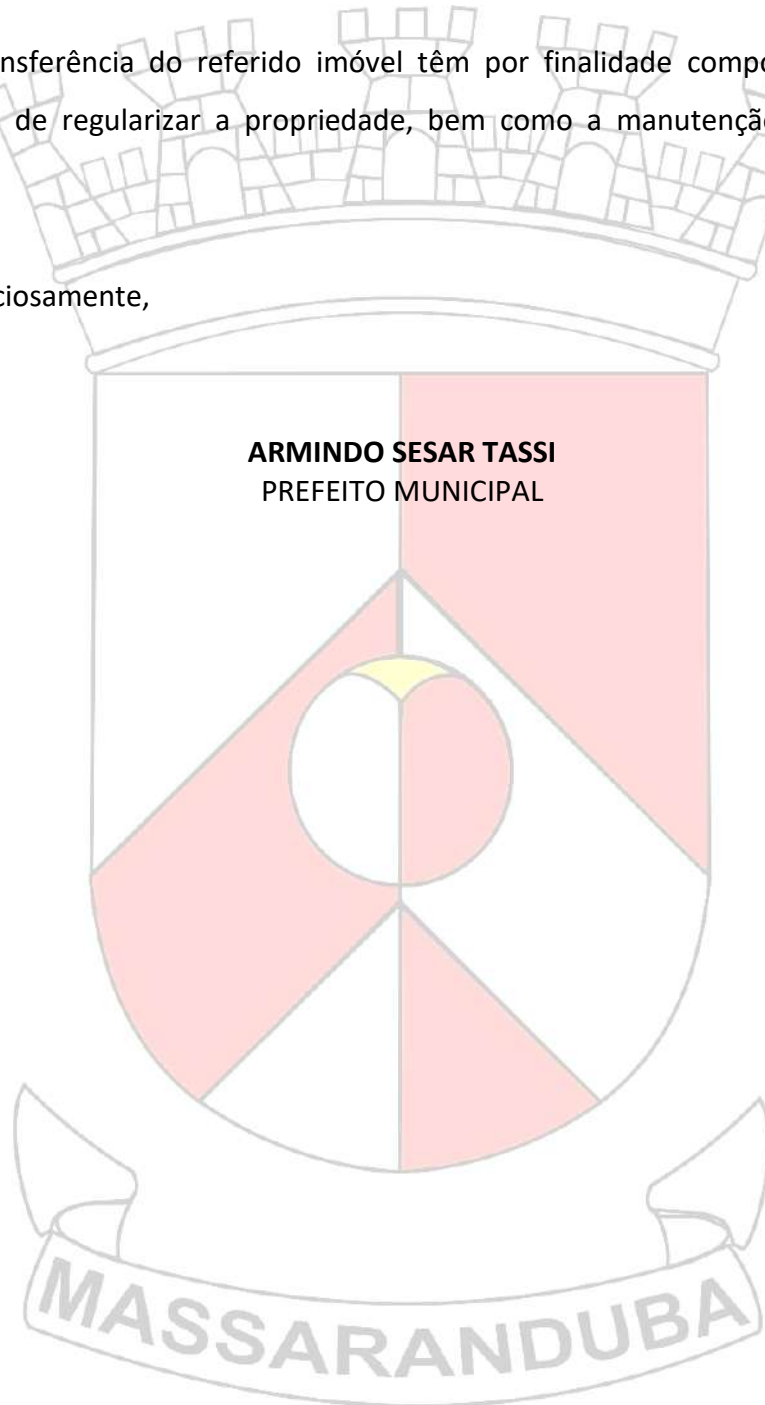 nsferência do referido imóvel têm por finalidade compo
de regularizar a propriedade, bem como a manutençã
ciosamente,
ARMINDO SESAR TASSI
PREFEITO MUNICIPAL
MASSARANDUBA